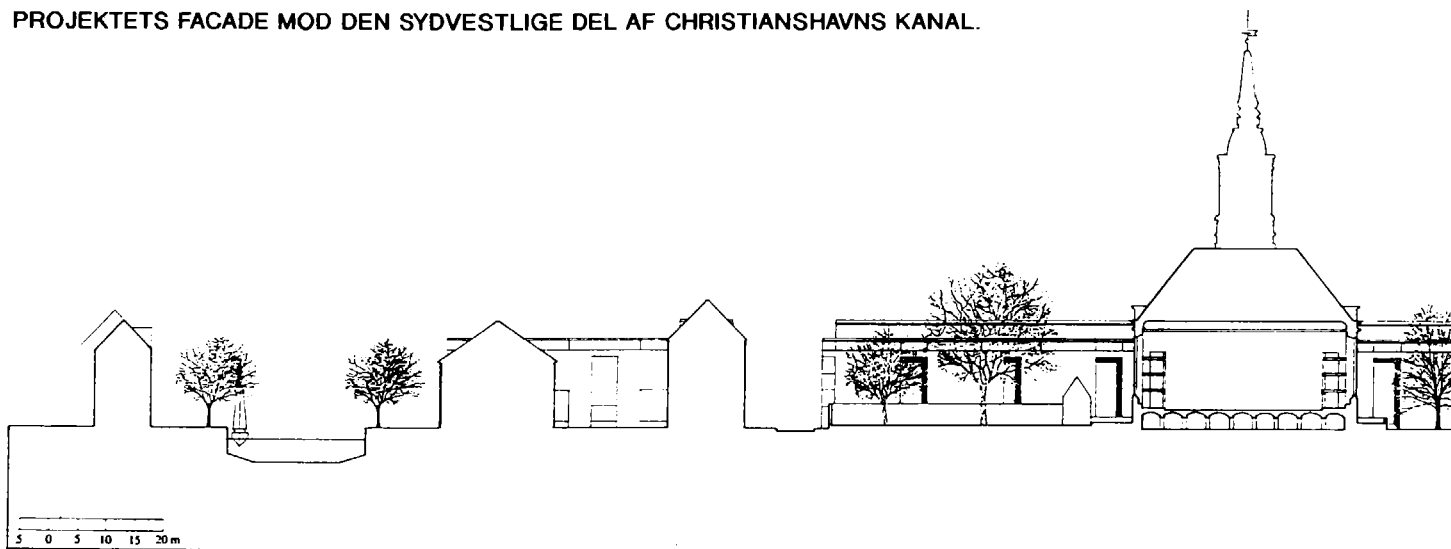 PROJEKTETS FACADE MOD DEN SYDVESTLIGE DEL AF CHRISTIANSHAVNS KANAL.
5 0 5 10 15 20 m